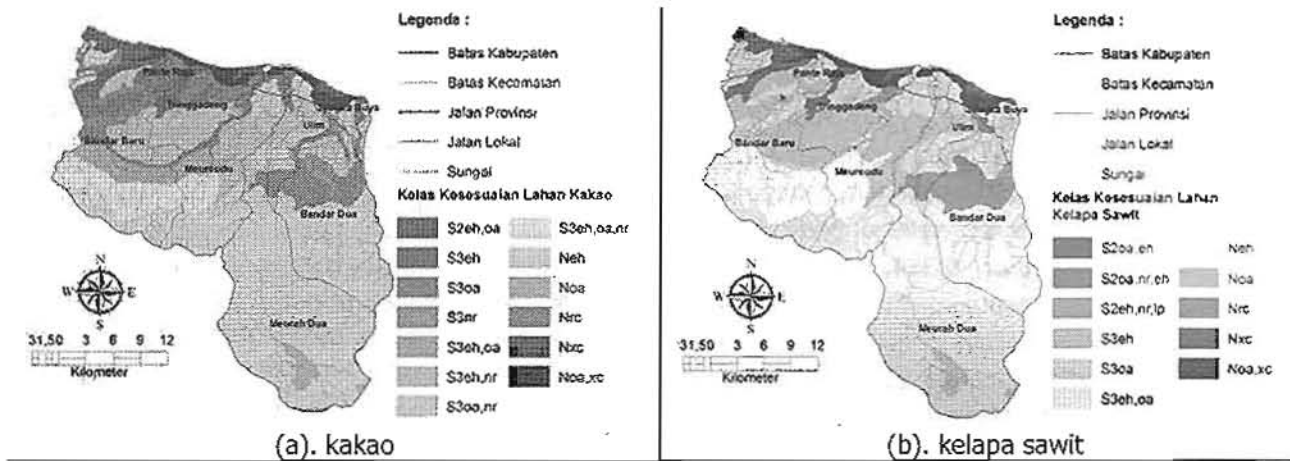 Legenda :
Batas Kabupaten
Batas Kecamatan
Jalan Provinsi
Jalan Lokal
Sungai
Kelas Kesesuaian Lahan Kakao
S2eh,oa
S3eh
S3oa
S3nr
S3eh,oa
S3eh,nr
S3oa,nr
S3eh,oa,nr
Neh
Noa
Nrc
Nxc
Noa,xc
Trienggadeng
Ulim
Bandar Baru
Meureudu
Bandar Dua
Meurah Dua
N
W
E
S
31,50 3 6 9 12
Kilometer
(a). kakao
Legenda :
Batas Kabupaten
Batas Kecamatan
Jalan Provinsi
Jalan Lokal
Sungai
Kelas Kesesuaian Lahan
Kelapa Sawit
S2oa,eh
S2oa,nr,eh
S2eh,nr,lp
S3eh
S3oa
S3eh,oa
Neh
Noa
Nrc
Nxc
Noa,xc
Ulim
Bandar Baru
Meureudu
Bandar Dua
Meurah Dua
N
W
E
S
31,50 3 6 9 12
Kilometer
(b). kelapa sawit